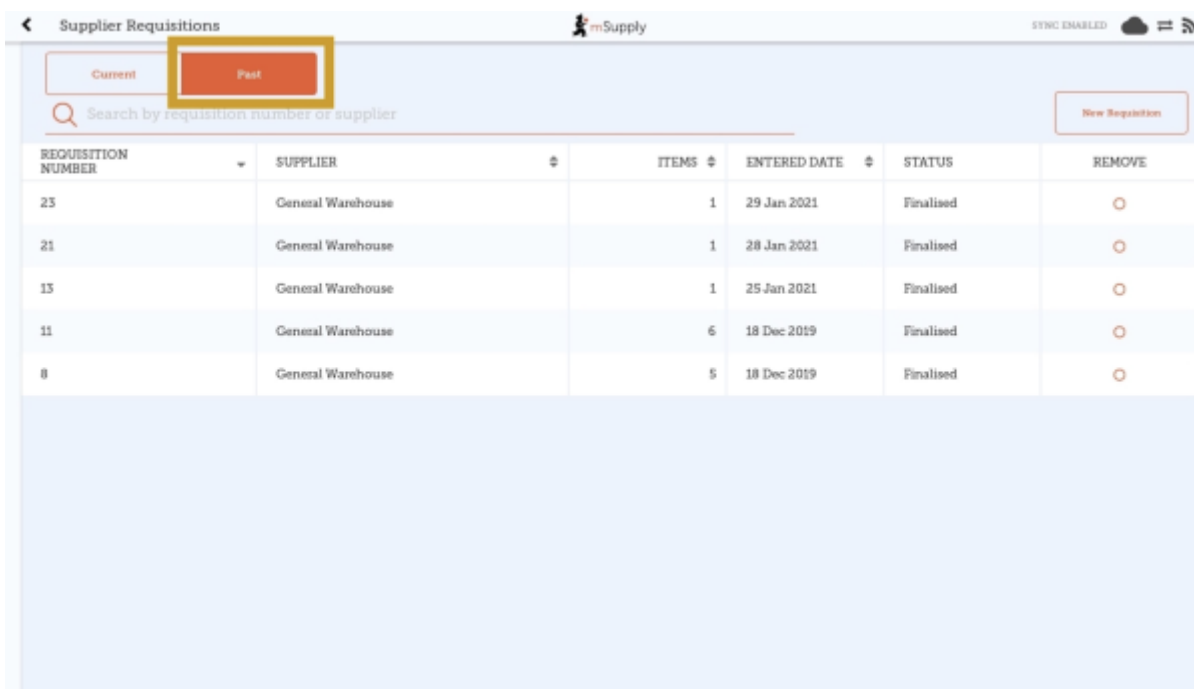 Supplier Requisitions
mSupply
SYNC ENABLED
Current
Past
Search by requisition number or supplier
New Requisition
REQUISITION
NUMBER
SUPPLIER
ITEMS
ENTERED DATE
STATUS
REMOVE
23 General Warehouse 1 29 Jan 2021 Finalised
21 General Warehouse 1 28 Jan 2021 Finalised
13 General Warehouse 1 25 Jan 2021 Finalised
11 General Warehouse 6 18 Dec 2019 Finalised
8 General Warehouse 5 18 Dec 2019 Finalised